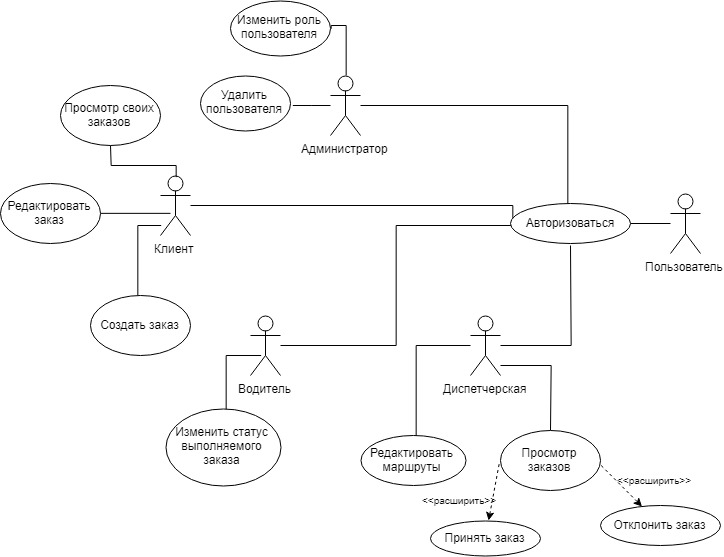 Изменить роль
пользователя
Удалить
пользователя
Администратор
Просмотр своих
заказов
Редактировать
заказ
Клиент
Авторизоваться
Пользователь
Создать заказ
Водитель
Диспетчерская
Изменить статус
выполняемого
заказа
Редактировать
маршруты
Просмотр
заказов
<<расширить>>
<<расширить>>
Принять заказ
Отклонить заказ